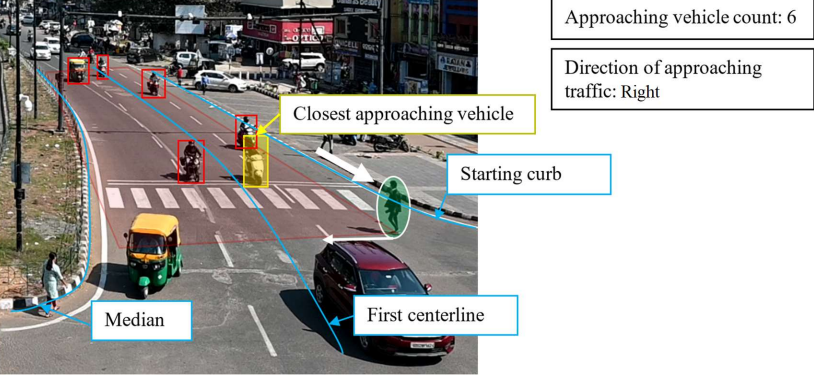 Approaching vehicle count: 6
Direction of approaching
traffic: Right
Closest approaching vehicle
Starting curb
First centerline
Median